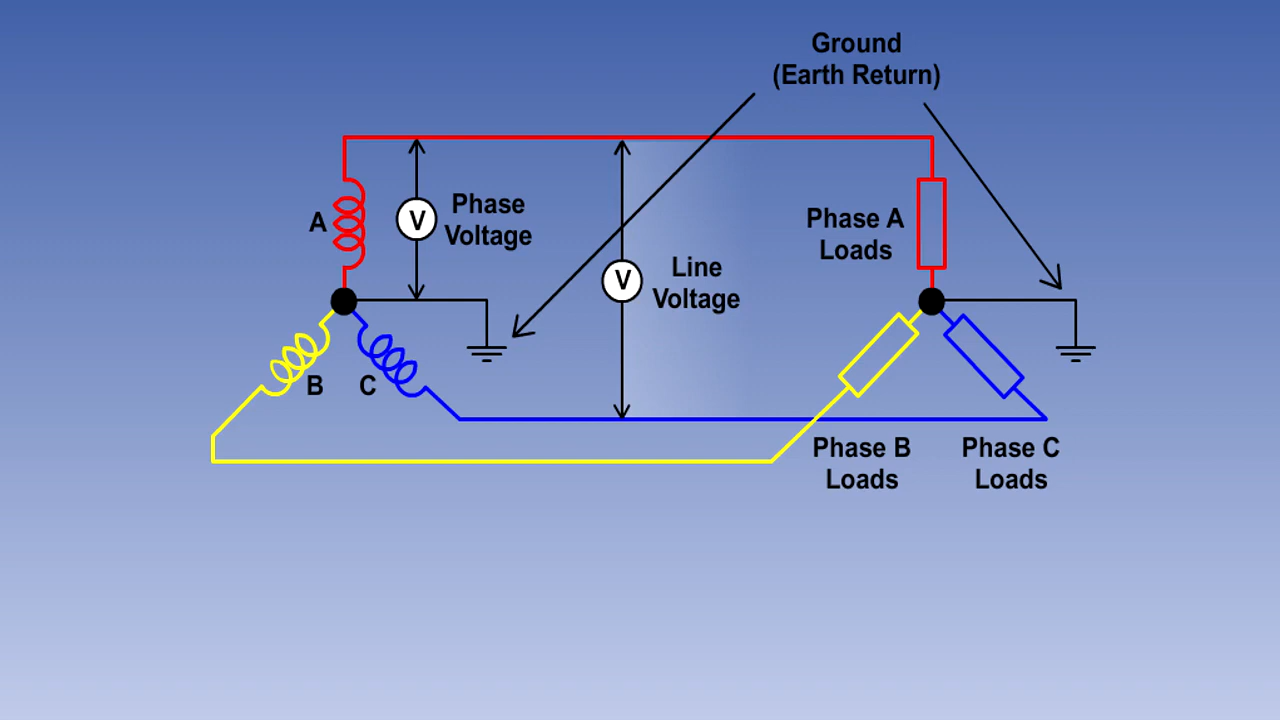 Ground
(Earth Return)
A
V
Phase
Voltage
V
Line
Voltage
Phase A
Loads
B
C
Phase B
Loads
Phase C
Loads